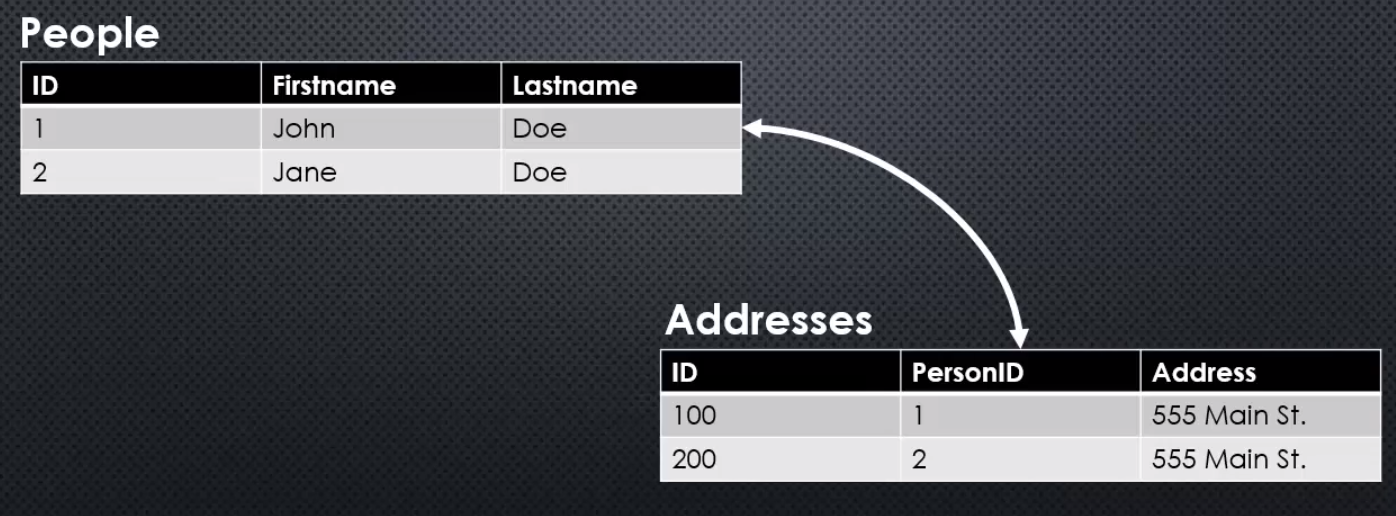 People
ID Firstname Lastname
1 John Doe
2 Jane Doe
Addresses
ID PersonID Address
100 1 555 Main St.
200 2 555 Main St.